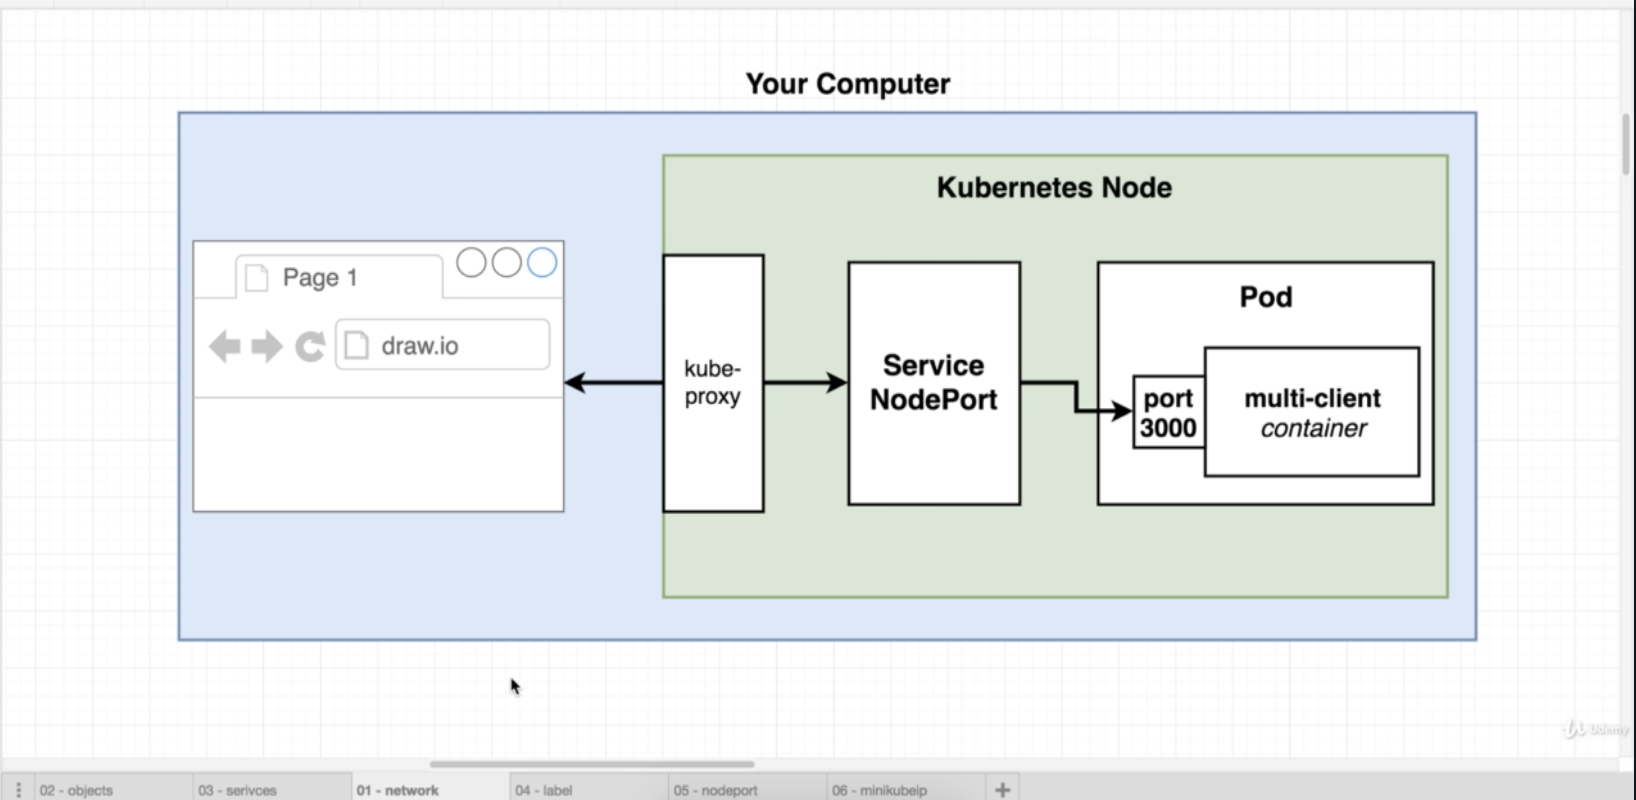 Your Computer
Kubernetes Node
Page 1
draw.io
kube-
proxy
Service
NodePort
Pod
port
3000
multi-client
container
Udemy
02 - objects
03 - serivces
01 - network
04 - label
05 - nodeport
06 - minikubeip